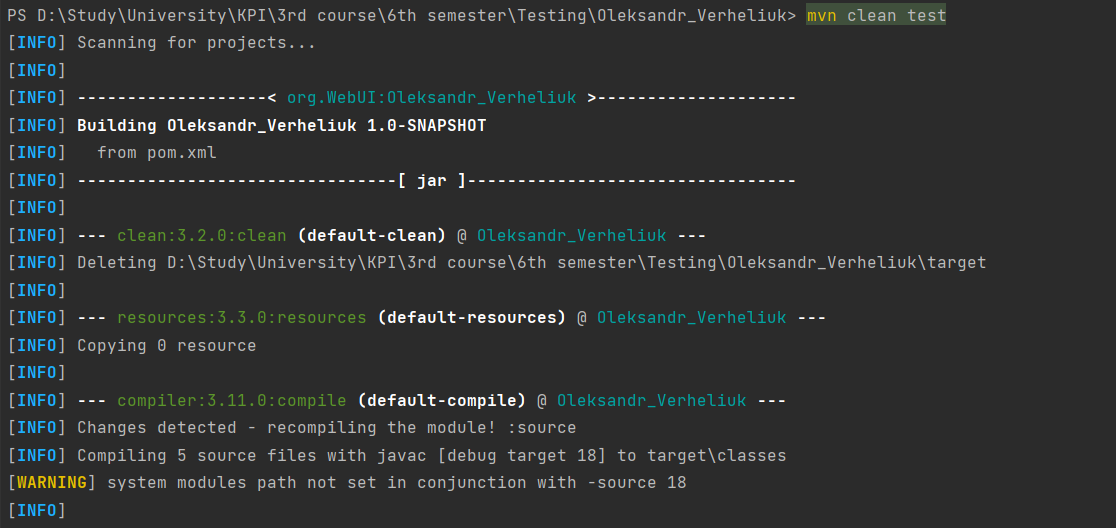 PS D:\Study\University\KPI\3rd course\6th semester\Testing\Oleksandr_Verheliuk> mvn clean test
[INFO] Scanning for projects...
[INFO]
[INFO] -------------------< org.WebUI:Oleksandr_Verheliuk >--------------------
[INFO] Building Oleksandr_Verheliuk 1.0-SNAPSHOT
[INFO]   from pom.xml
[INFO] --------------------------------[ jar ]---------------------------------
[INFO]
[INFO] --- clean:3.2.0:clean (default-clean) @ Oleksandr_Verheliuk ---
[INFO] Deleting D:\Study\University\KPI\3rd course\6th semester\Testing\Oleksandr_Verheliuk\target
[INFO]
[INFO] --- resources:3.3.0:resources (default-resources) @ Oleksandr_Verheliuk ---
[INFO] Copying 0 resource
[INFO]
[INFO] --- compiler:3.11.0:compile (default-compile) @ Oleksandr_Verheliuk ---
[INFO] Changes detected - recompiling the module! :source
[INFO] Compiling 5 source files with javac [debug target 18] to target\classes
[WARNING] system modules path not set in conjunction with -source 18
[INFO]